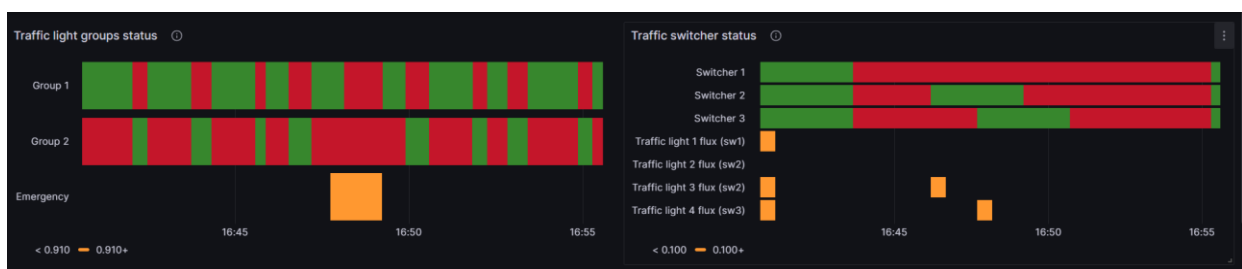 Traffic light groups status
Group 1
Group 2
Emergency
16:45 16:50 16:55
< 0.910 0.910+
Traffic switcher status
Switcher 1
Switcher 2
Switcher 3
Traffic light 1 flux (sw1)
Traffic light 2 flux (sw2)
Traffic light 3 flux (sw2)
Traffic light 4 flux (sw3)
16:45 16:50 16:55
< 0.100 0.100+